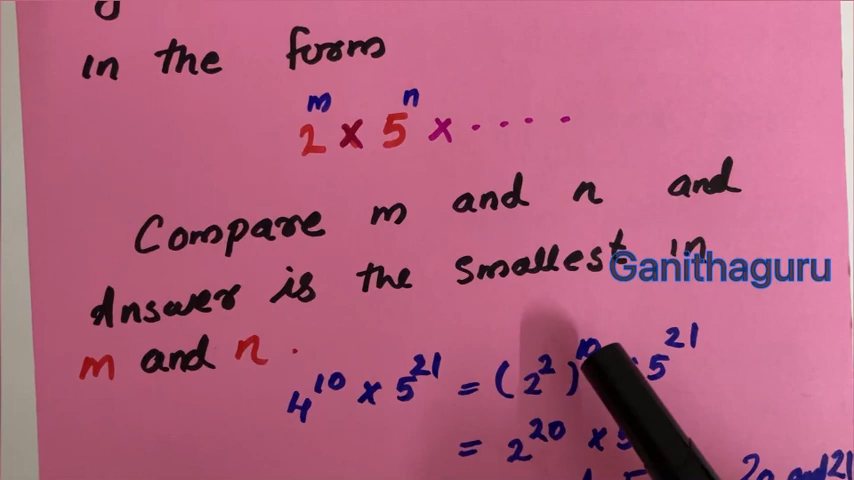 in the form
2^m × 5^n × .....
Compare m and n and
Answer is the smallest in
Ganithaguru
m and n.
4^10 × 5^21 = (2^2)^10 × 5^21
= 2^20 × 5
20 and 21